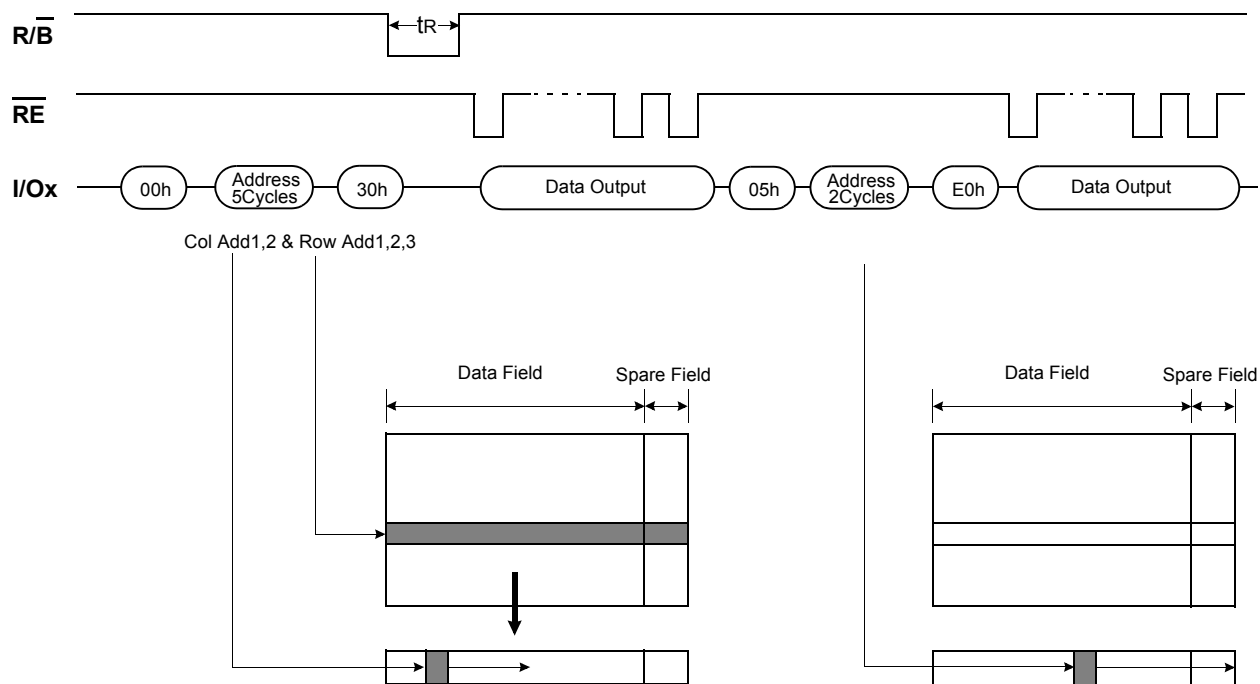 R/B
tR
RE
I/Ox
00h
Address
5Cycles
30h
Data Output
05h
Address
2Cycles
E0h
Data Output
Col Add1,2 & Row Add1,2,3
Data Field
Spare Field
Data Field
Spare Field